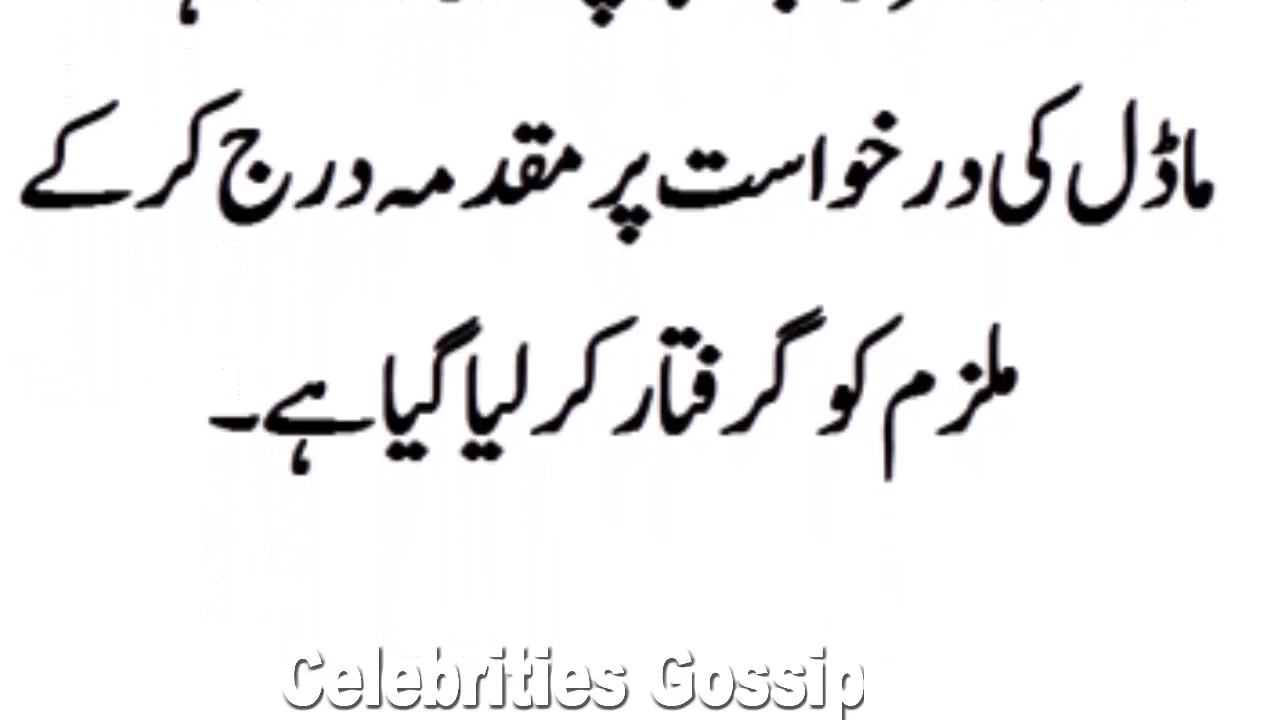 ماڈل کی درخواست پر مقدمہ درج کر کے
ملزم کو گرفتار کر لیا گیا ہے۔
Celebrities Gossip